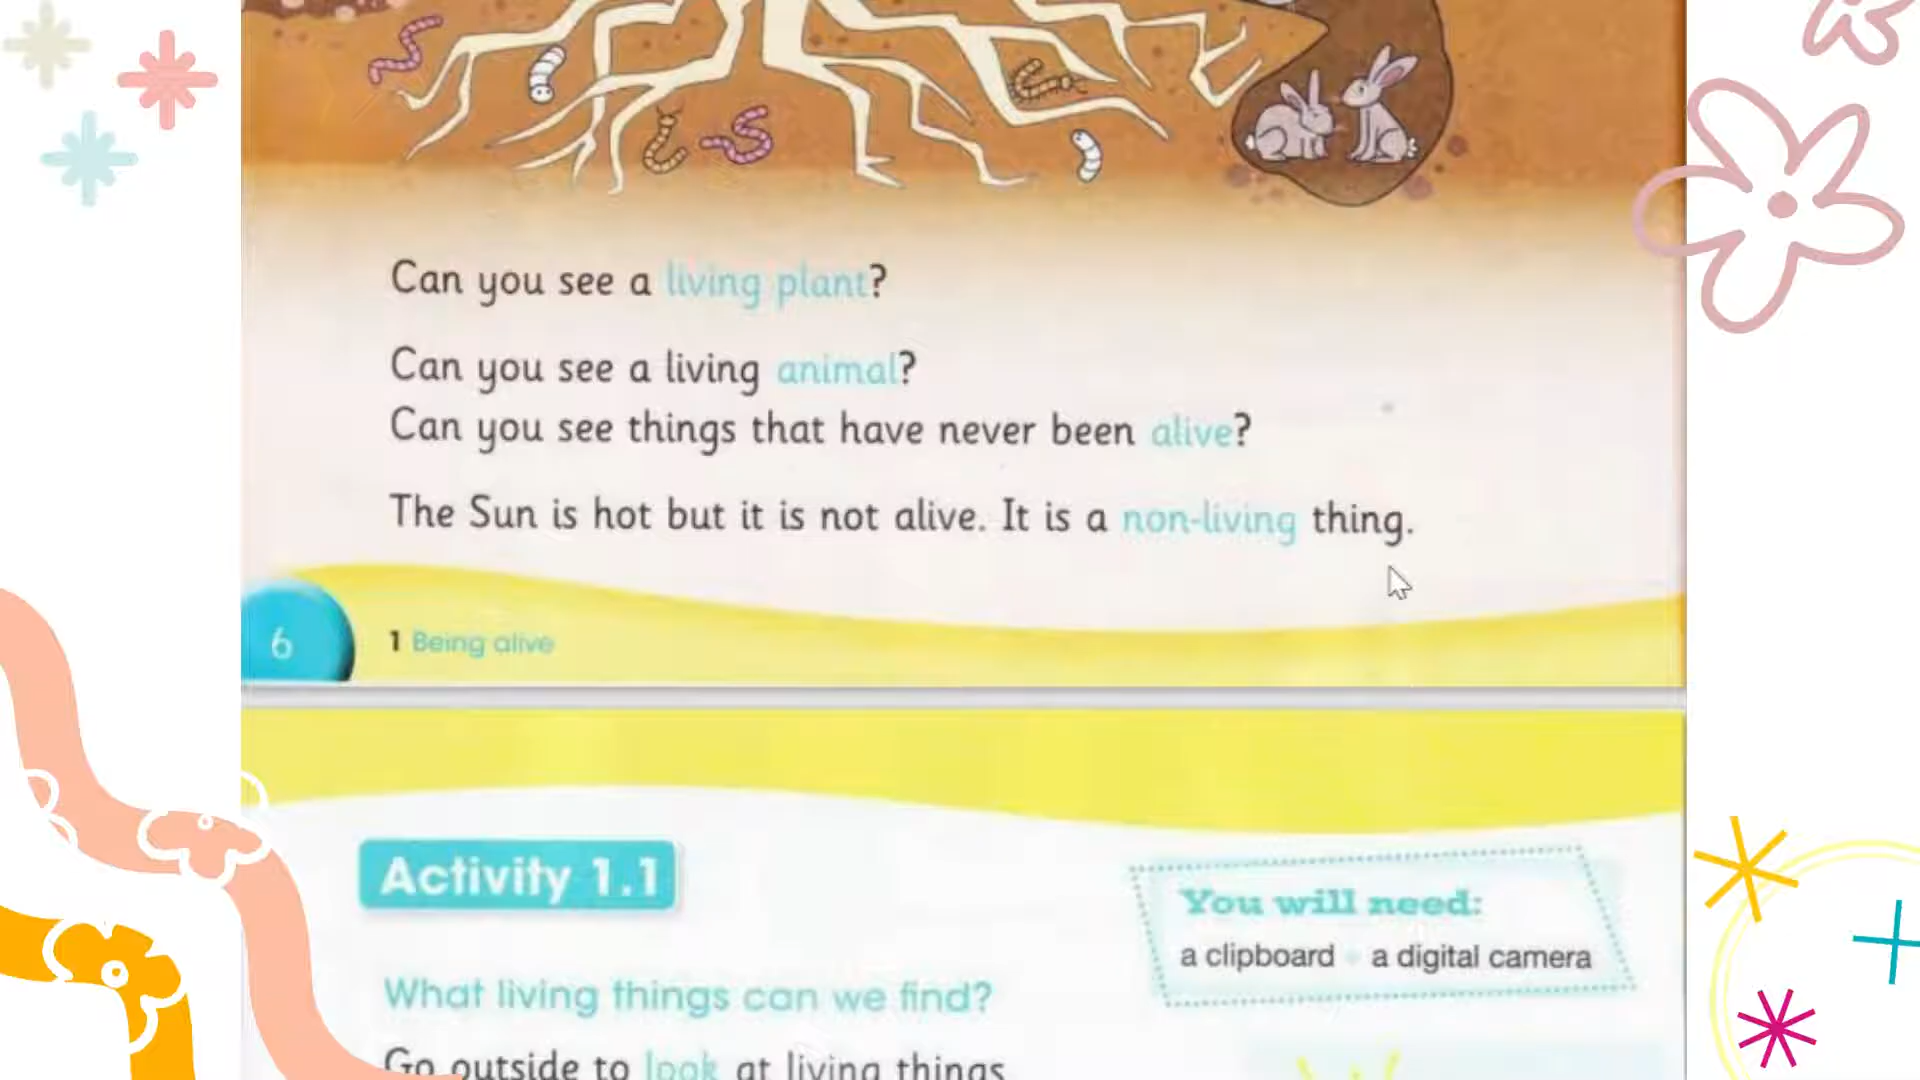 Can you see a living plant?
Can you see a living animal?
Can you see things that have never been alive?
The Sun is hot but it is not alive. It is a non-living thing.
6
1 Being alive
Activity 1.1
You will need:
a clipboard • a digital camera
What living things can we find?
Go outside to look at living things